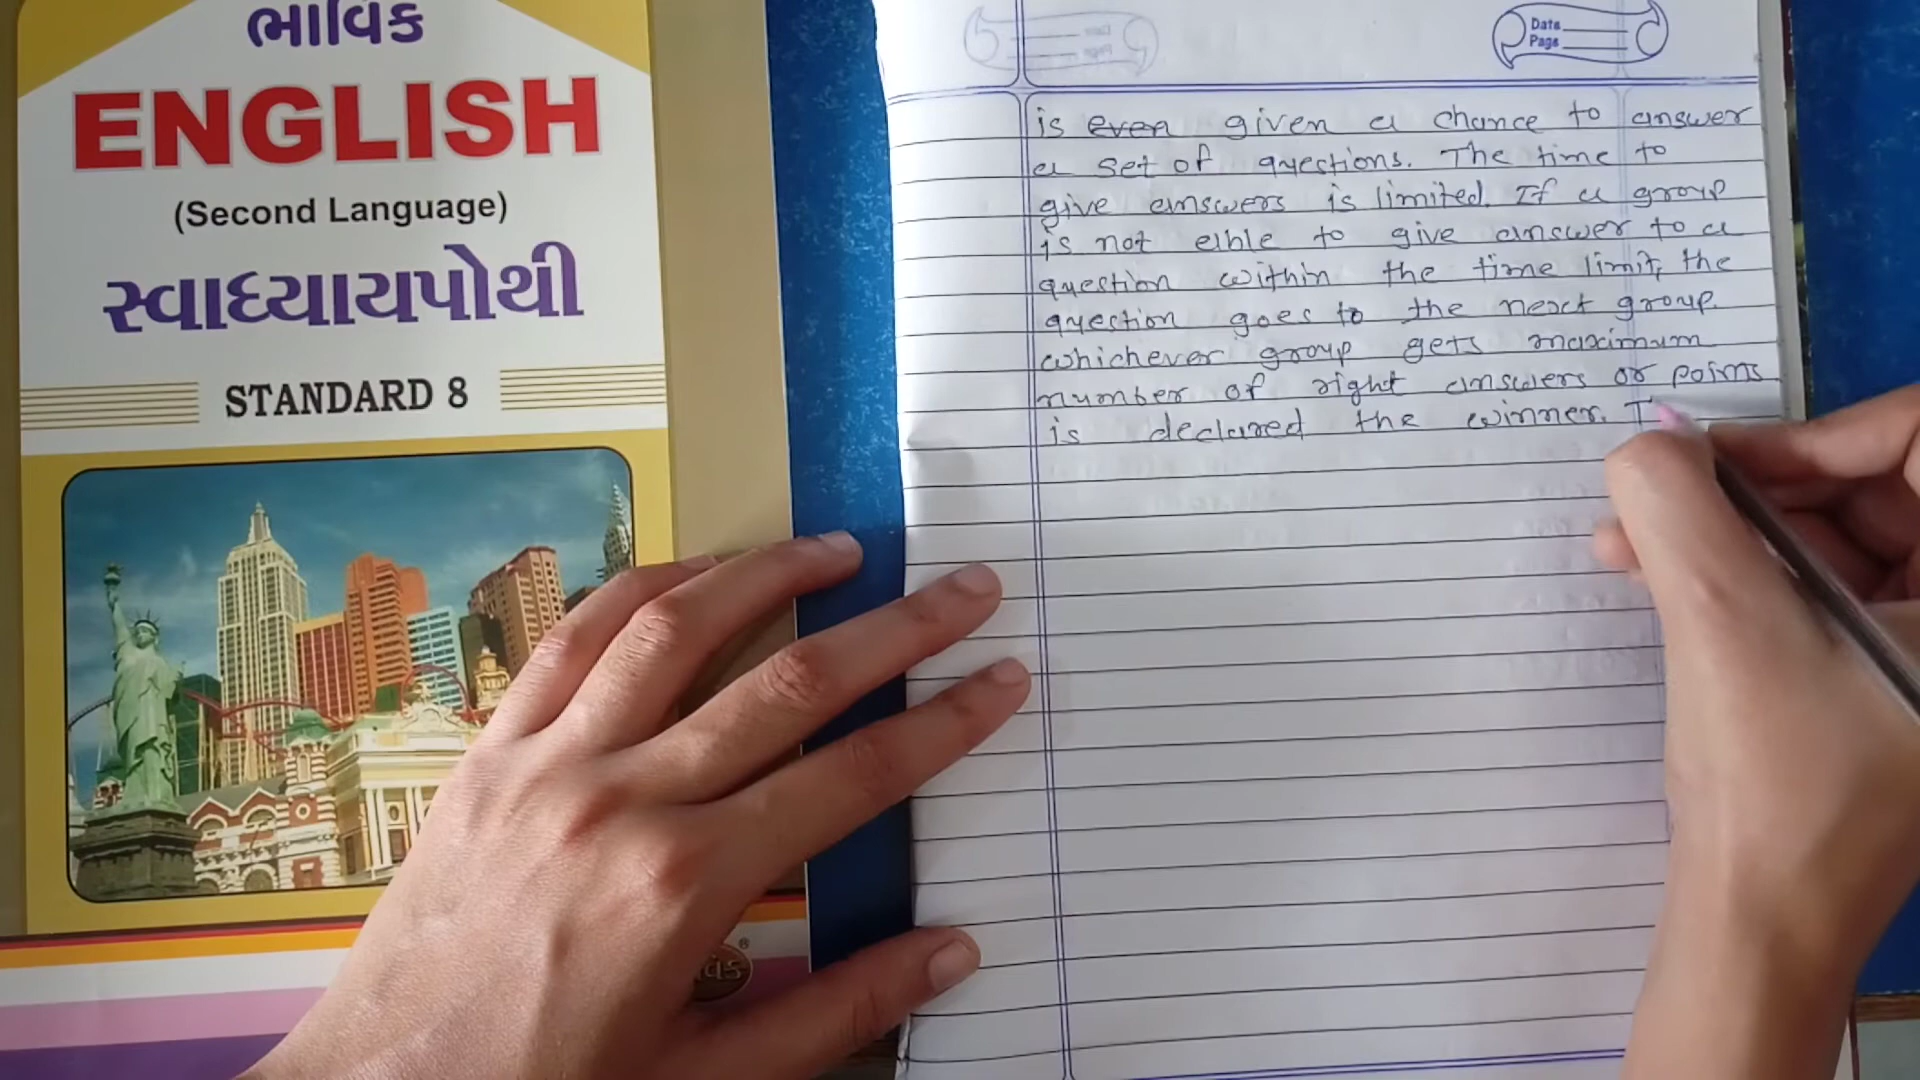 ભાવિક
ENGLISH
(Second Language)
સ્વાધ્યાયપોથી
STANDARD 8
Date
Page
is even given a chance to answer
a set of questions. The time to
give answers is limited. If a group
is not able to give answer to a
question within the time limit, the
question goes to the next group.
whichever group gets maximum
number of right answers or points
is declared the winner. T